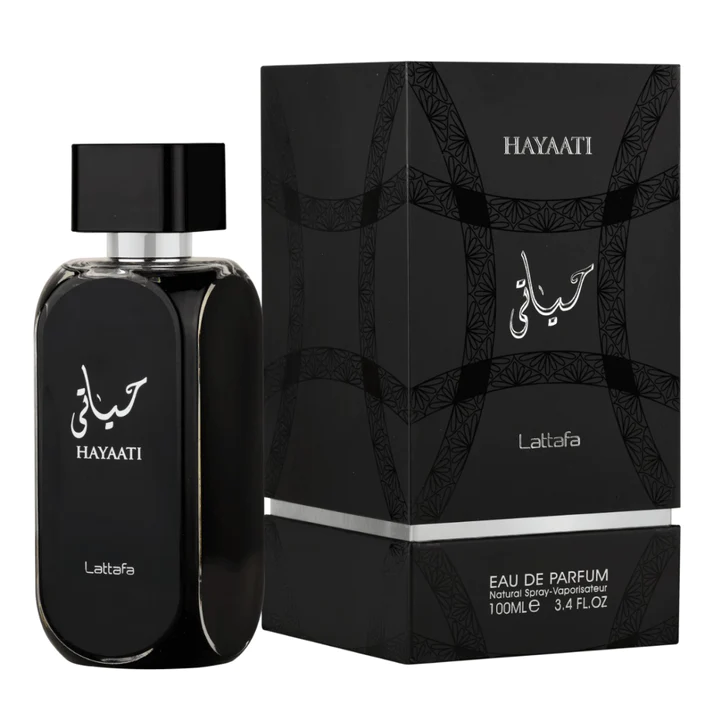 حياتي
HAYAATI
Lattafa
HAYAATI
حياتي
Lattafa
EAU DE PARFUM
Natural Spray-Vaporisateur
100ML℮ 3,4 FL.OZ